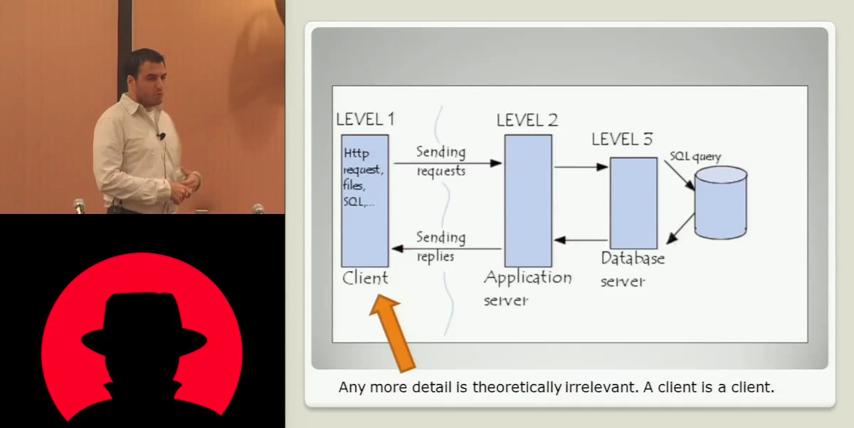 LEVEL 1
LEVEL 2
LEVEL 3
Http
request,
files,
SQL,...
Sending
requests
SQL query
Sending
replies
Client
Application
server
Database
server
Any more detail is theoretically irrelevant. A client is a client.